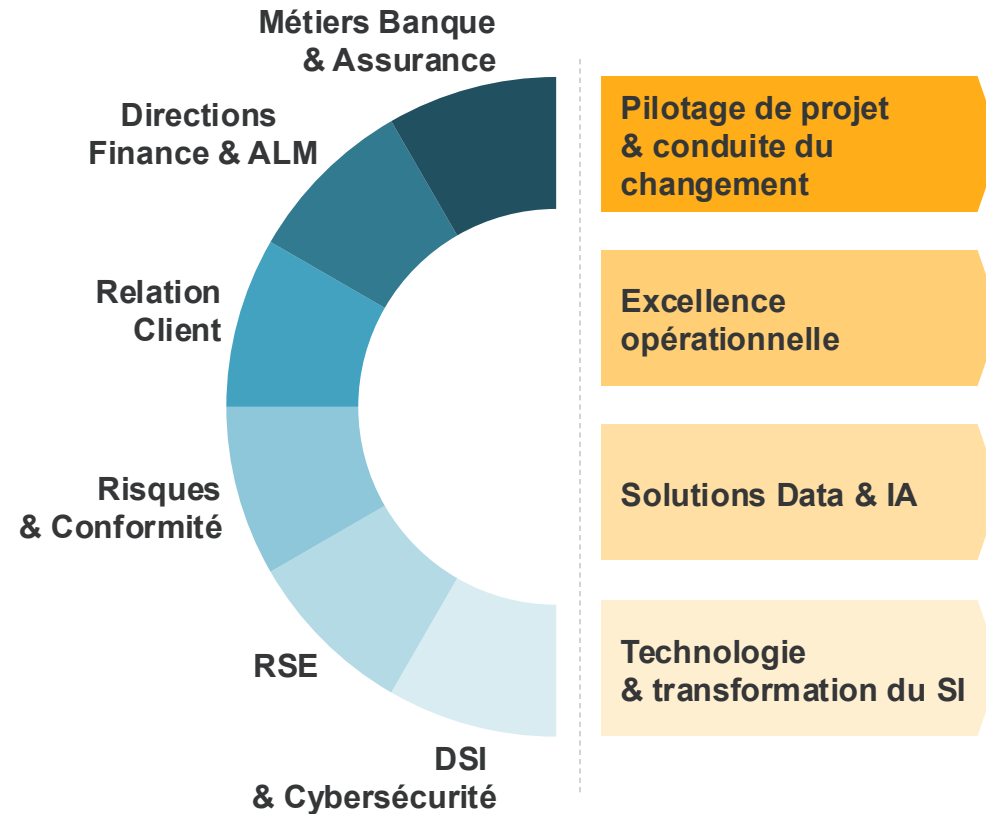 Métiers Banque
& Assurance
Directions
Finance & ALM
Relation
Client
Risques
& Conformité
RSE
DSI
& Cybersécurité
Pilotage de projet
& conduite du
changement
Excellence
opérationnelle
Solutions Data & IA
Technologie
& transformation du SI